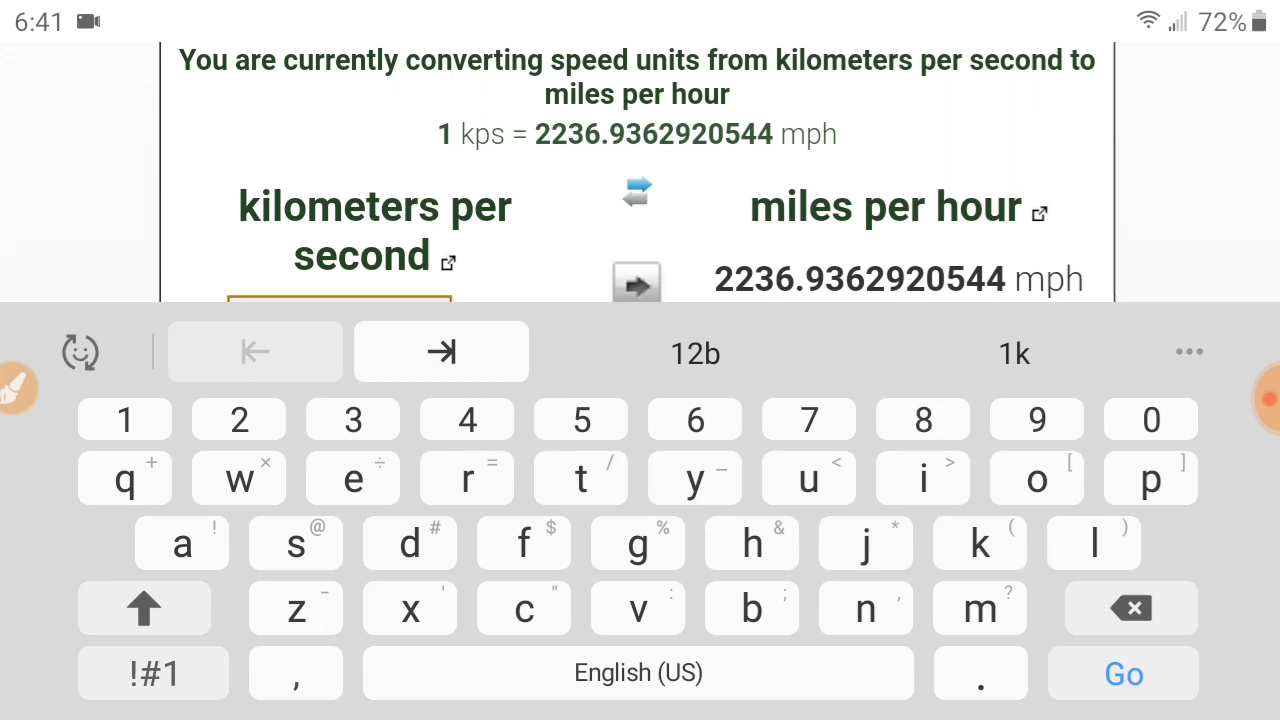 6:41 72%
You are currently converting speed units from kilometers per second to
miles per hour
1 kps = 2236.9362920544 mph
kilometers per
second
miles per hour
2236.9362920544 mph
12b 1k
1 2 3 4 5 6 7 8 9 0
q + w × e ÷ r = t / y _ u < i > o [ p ]
a ! s @ d # f $ g % h & j * k ( l )
z - x ' c " v : b ; n , m ?
!#1 , English (US) . Go